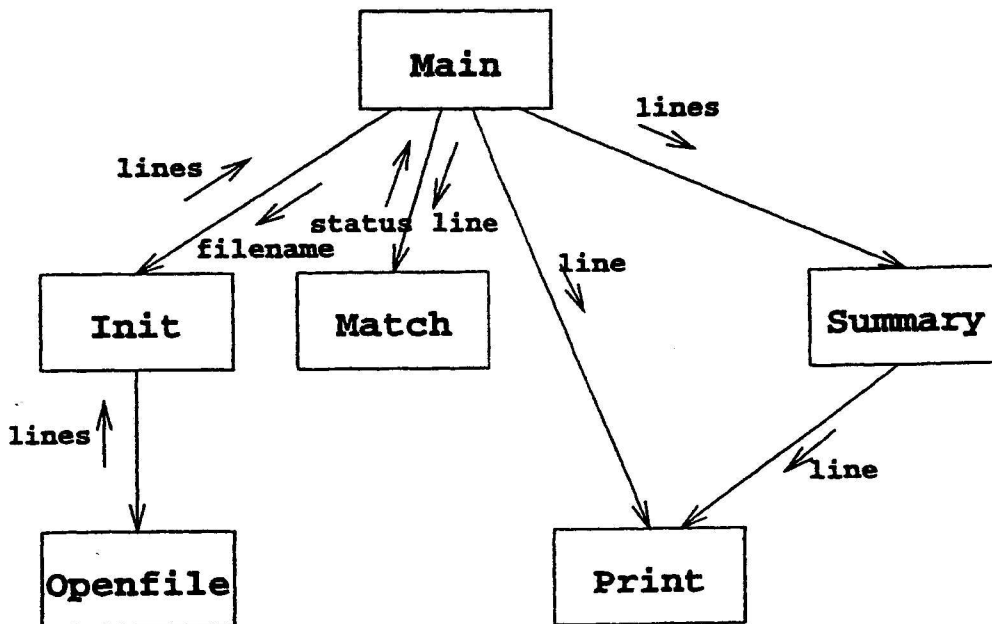 Main
lines
lines
status line
filename
line
Init
Match
Summary
lines
line
Openfile
Print